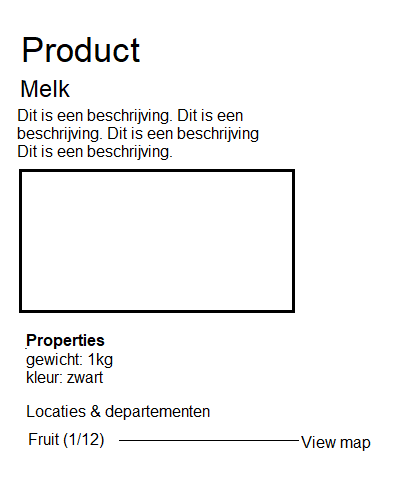 Product
Melk
Dit is een beschrijving. Dit is een
beschrijving. Dit is een beschrijving
Dit is een beschrijving.
Properties
gewicht: 1kg
kleur: zwart
Locaties & departementen
Fruit (1/12)
View map